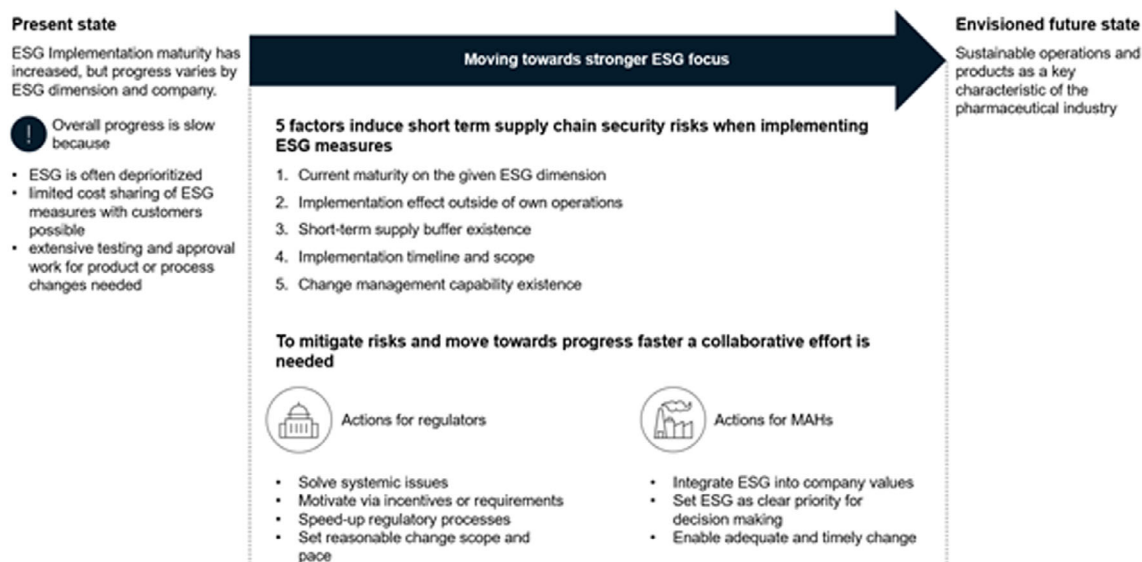 Present state
ESG Implementation maturity has
increased, but progress varies by
ESG dimension and company.
!
Overall progress is slow
because
• ESG is often deprioritized
• limited cost sharing of ESG
measures with customers
possible
• extensive testing and approval
work for product or process
changes needed
Moving towards stronger ESG focus
5 factors induce short term supply chain security risks when implementing
ESG measures
1. Current maturity on the given ESG dimension
2. Implementation effect outside of own operations
3. Short-term supply buffer existence
4. Implementation timeline and scope
5. Change management capability existence
To mitigate risks and move towards progress faster a collaborative effort is
needed
Actions for regulators
• Solve systemic issues
• Motivate via incentives or requirements
• Speed-up regulatory processes
• Set reasonable change scope and
pace
Actions for MAHs
• Integrate ESG into company values
• Set ESG as clear priority for
decision making
• Enable adequate and timely change
Envisioned future state
Sustainable operations and
products as a key
characteristic of the
pharmaceutical industry